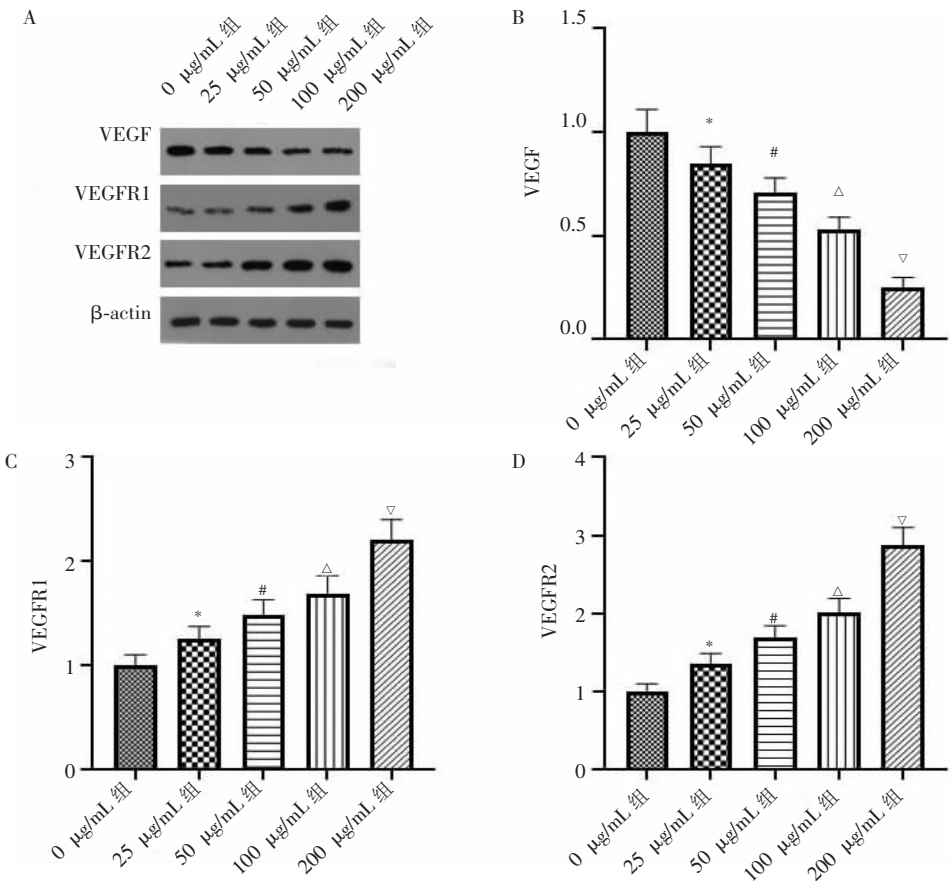 A
0 μg/mL 组
25 μg/mL 组
50 μg/mL 组
100 μg/mL 组
200 μg/mL 组
VEGF
VEGFR1
VEGFR2
β-actin
B
1.5
1.0
0.5
0.0
VEGF
*
#
△
▽
0 μg/mL 组
25 μg/mL 组
50 μg/mL 组
100 μg/mL 组
200 μg/mL 组
C
3
2
1
0
VEGFR1
*
#
△
▽
0 μg/mL 组
25 μg/mL 组
50 μg/mL 组
100 μg/mL 组
200 μg/mL 组
D
4
3
2
1
0
VEGFR2
*
#
△
▽
0 μg/mL 组
25 μg/mL 组
50 μg/mL 组
100 μg/mL 组
200 μg/mL 组